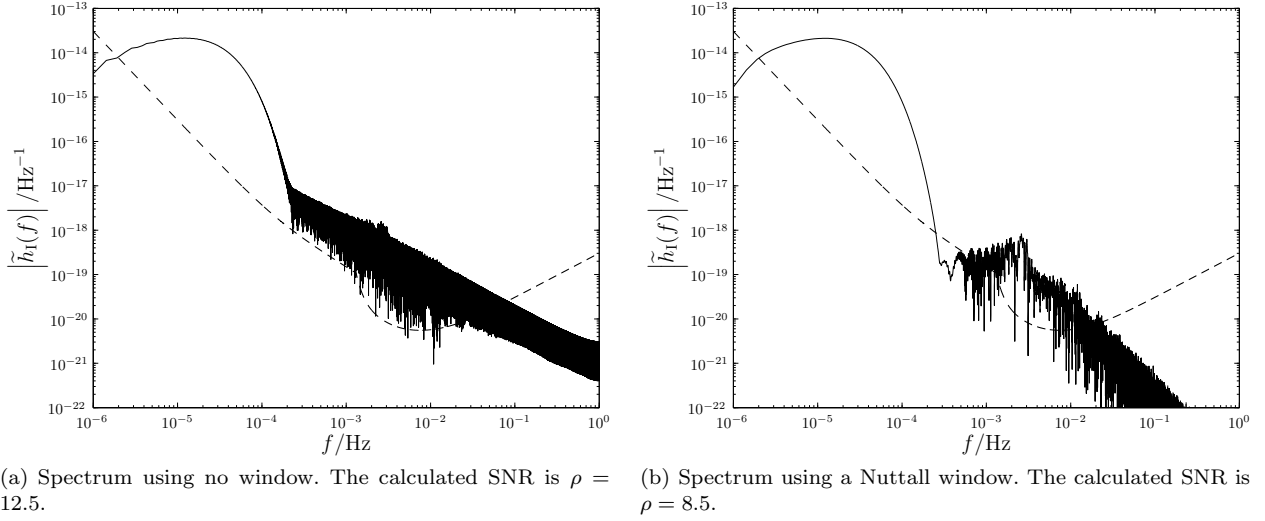 10⁻¹³
10⁻¹⁴
10⁻¹⁵
10⁻¹⁶
10⁻¹⁷
10⁻¹⁸
10⁻¹⁹
10⁻²⁰
10⁻²¹
10⁻²²
|h̃_I(f)|/Hz⁻¹
10⁻⁶ 10⁻⁵ 10⁻⁴ 10⁻³ 10⁻² 10⁻¹ 10⁰
f/Hz
(a) Spectrum using no window. The calculated SNR is ρ =
12.5.
10⁻¹³
10⁻¹⁴
10⁻¹⁵
10⁻¹⁶
10⁻¹⁷
10⁻¹⁸
10⁻¹⁹
10⁻²⁰
10⁻²¹
10⁻²²
|h̃_I(f)|/Hz⁻¹
10⁻⁶ 10⁻⁵ 10⁻⁴ 10⁻³ 10⁻² 10⁻¹ 10⁰
f/Hz
(b) Spectrum using a Nuttall window. The calculated SNR is
ρ = 8.5.